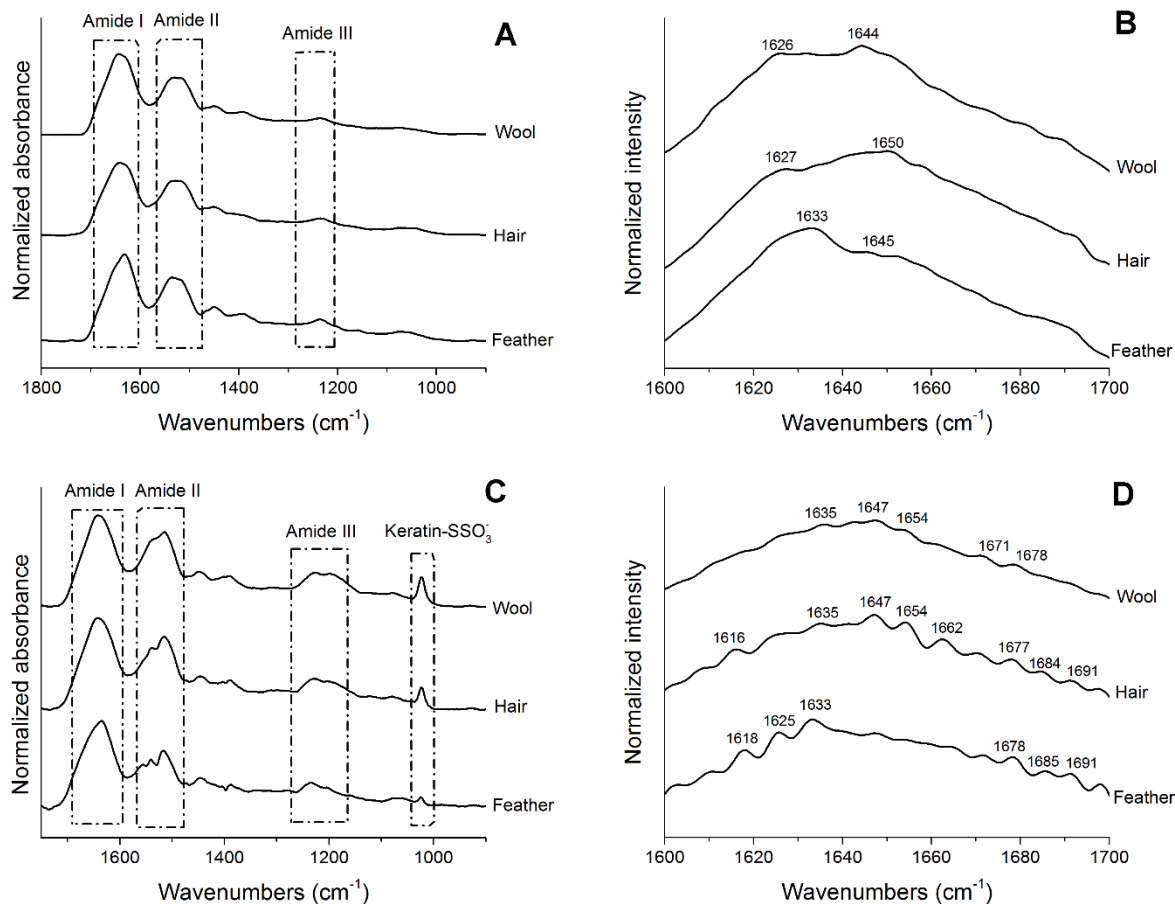 Amide I
Amide II
Amide III
A
Normalized absorbance
Wool
Hair
Feather
1800 1600 1400 1200 1000
Wavenumbers (cm⁻¹)
B
1626
1644
Wool
1627
1650
Hair
1633
1645
Feather
Normalized intensity
1600 1620 1640 1660 1680 1700
Wavenumbers (cm⁻¹)
C
Amide I
Amide II
Amide III
Keratin-SSO₃⁻
Normalized absorbance
Wool
Hair
Feather
1600 1400 1200 1000
Wavenumbers (cm⁻¹)
D
1635 1647 1654 1671 1678
Wool
1616 1635 1647 1654 1662 1677 1684 1691
Hair
1618 1625 1633 1678 1685 1691
Feather
Normalized intensity
1600 1620 1640 1660 1680 1700
Wavenumbers (cm⁻¹)